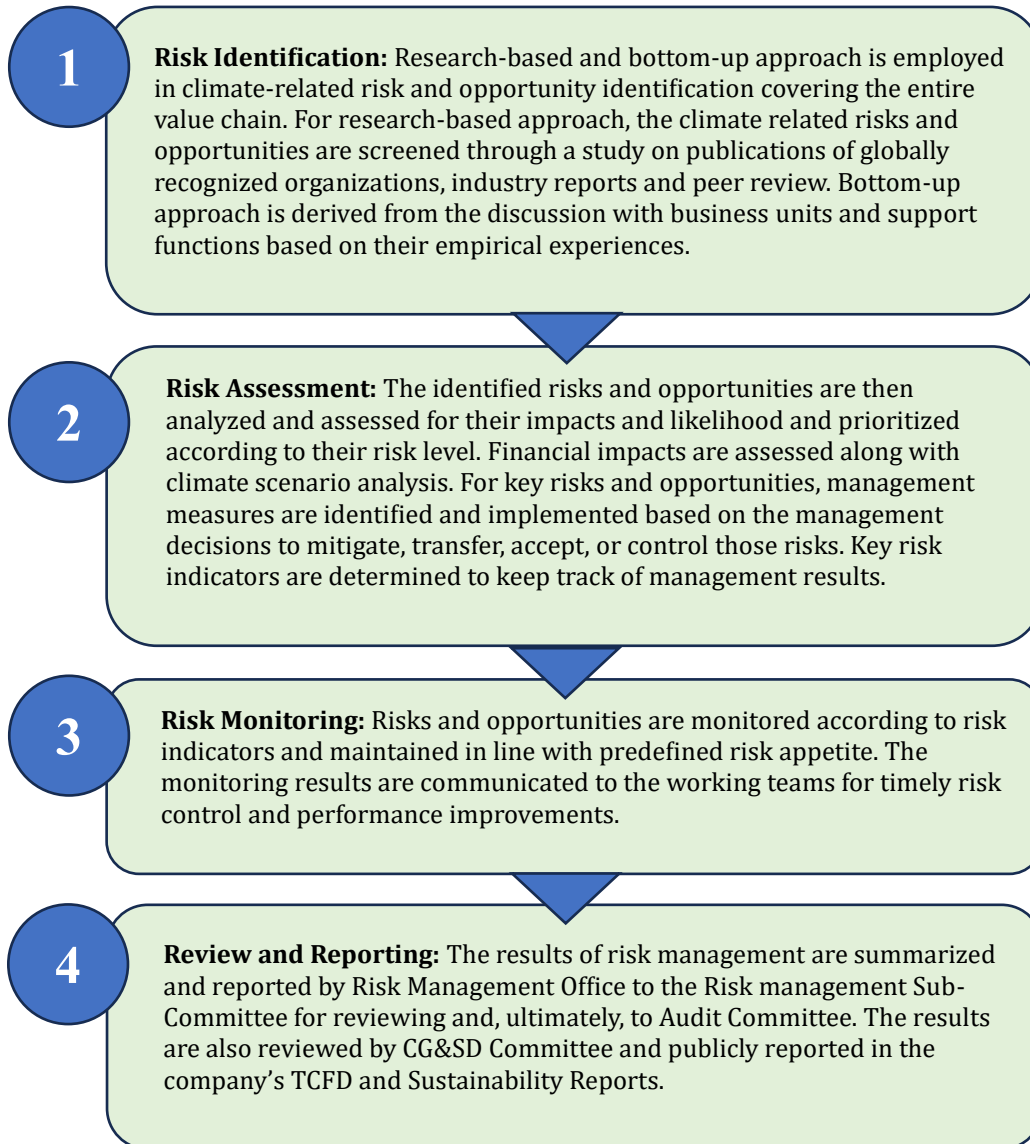 1
Risk Identification: Research-based and bottom-up approach is employed
in climate-related risk and opportunity identification covering the entire
value chain. For research-based approach, the climate related risks and
opportunities are screened through a study on publications of globally
recognized organizations, industry reports and peer review. Bottom-up
approach is derived from the discussion with business units and support
functions based on their empirical experiences.
2
Risk Assessment: The identified risks and opportunities are then
analyzed and assessed for their impacts and likelihood and prioritized
according to their risk level. Financial impacts are assessed along with
climate scenario analysis. For key risks and opportunities, management
measures are identified and implemented based on the management
decisions to mitigate, transfer, accept, or control those risks. Key risk
indicators are determined to keep track of management results.
3
Risk Monitoring: Risks and opportunities are monitored according to risk
indicators and maintained in line with predefined risk appetite. The
monitoring results are communicated to the working teams for timely risk
control and performance improvements.
4
Review and Reporting: The results of risk management are summarized
and reported by Risk Management Office to the Risk management Sub-
Committee for reviewing and, ultimately, to Audit Committee. The results
are also reviewed by CG&SD Committee and publicly reported in the
company’s TCFD and Sustainability Reports.